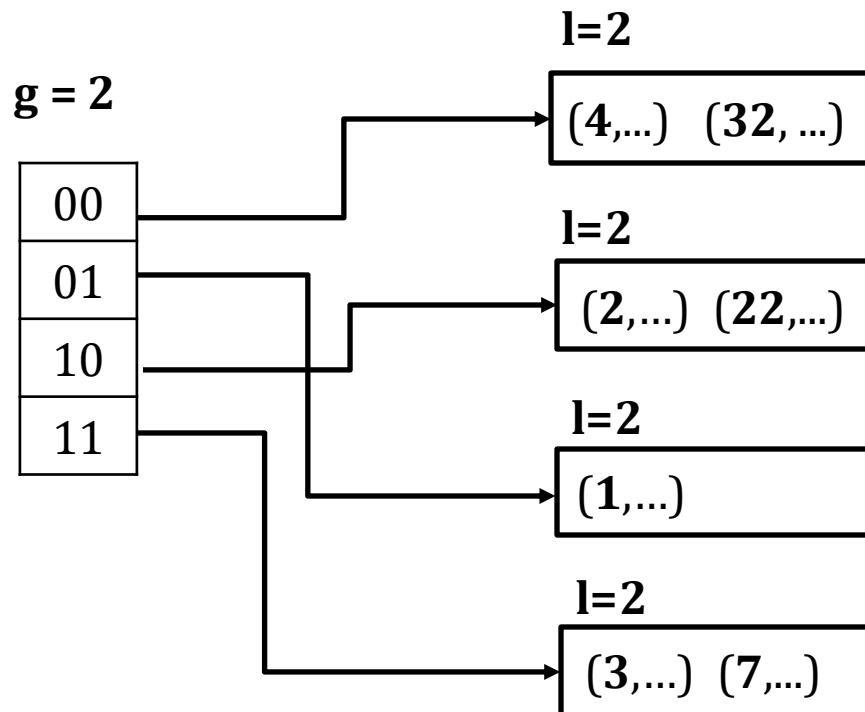 g = 2
00
01
10
11
l=2
(4,...) (32, ...)
l=2
(2,...) (22,...)
l=2
(1,...)
l=2
(3,...) (7,...)